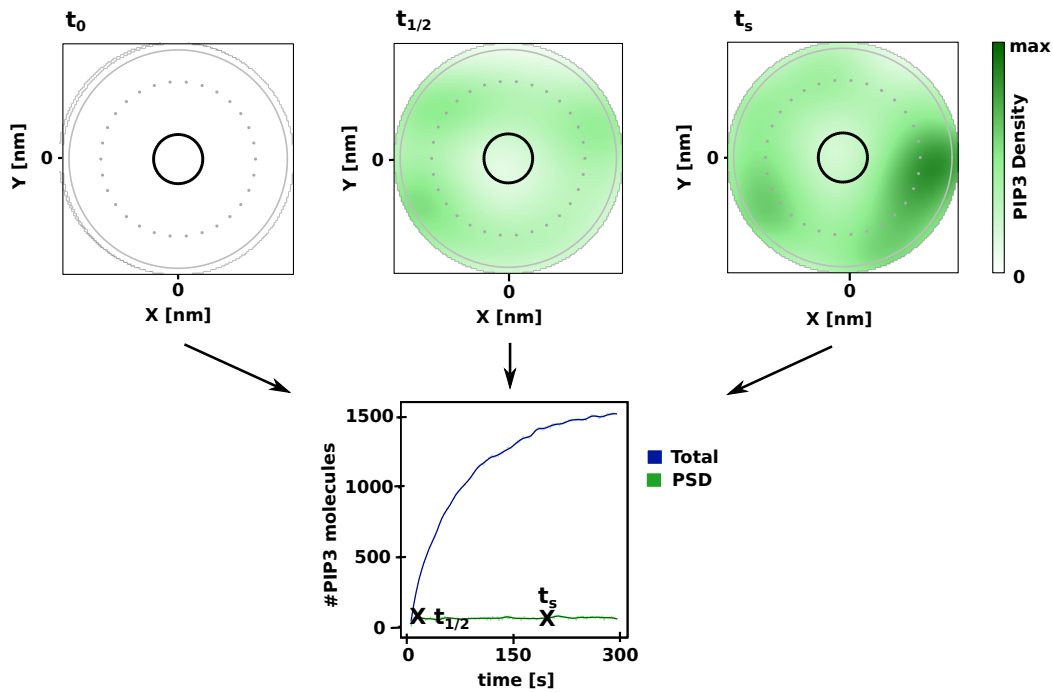 t0
t1/2
ts
max
Y [nm]
0
0
X [nm]
Y [nm]
0
0
X [nm]
Y [nm]
0
0
X [nm]
PIP3 Density
0
#PIP3 molecules
1500
1000
500
0
Total
PSD
X t1/2
ts
X
0
150
300
time [s]